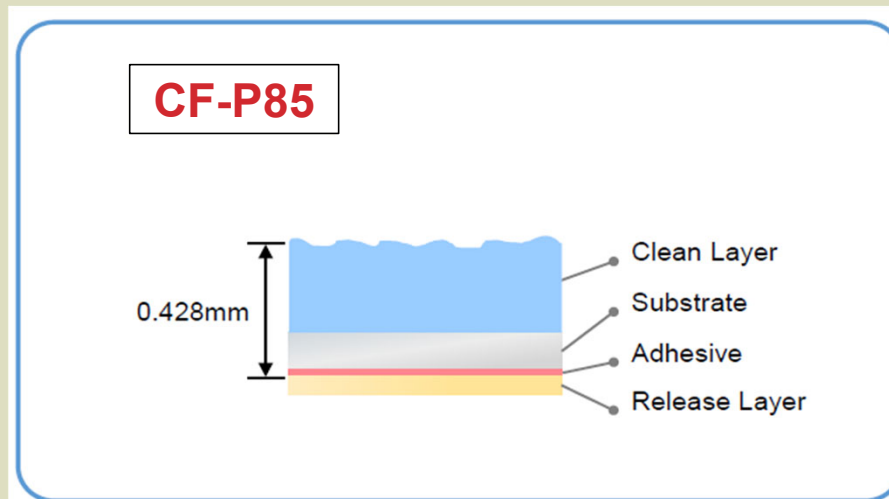 CF-P85
Clean Layer
Substrate
0.428mm
Adhesive
Release Layer